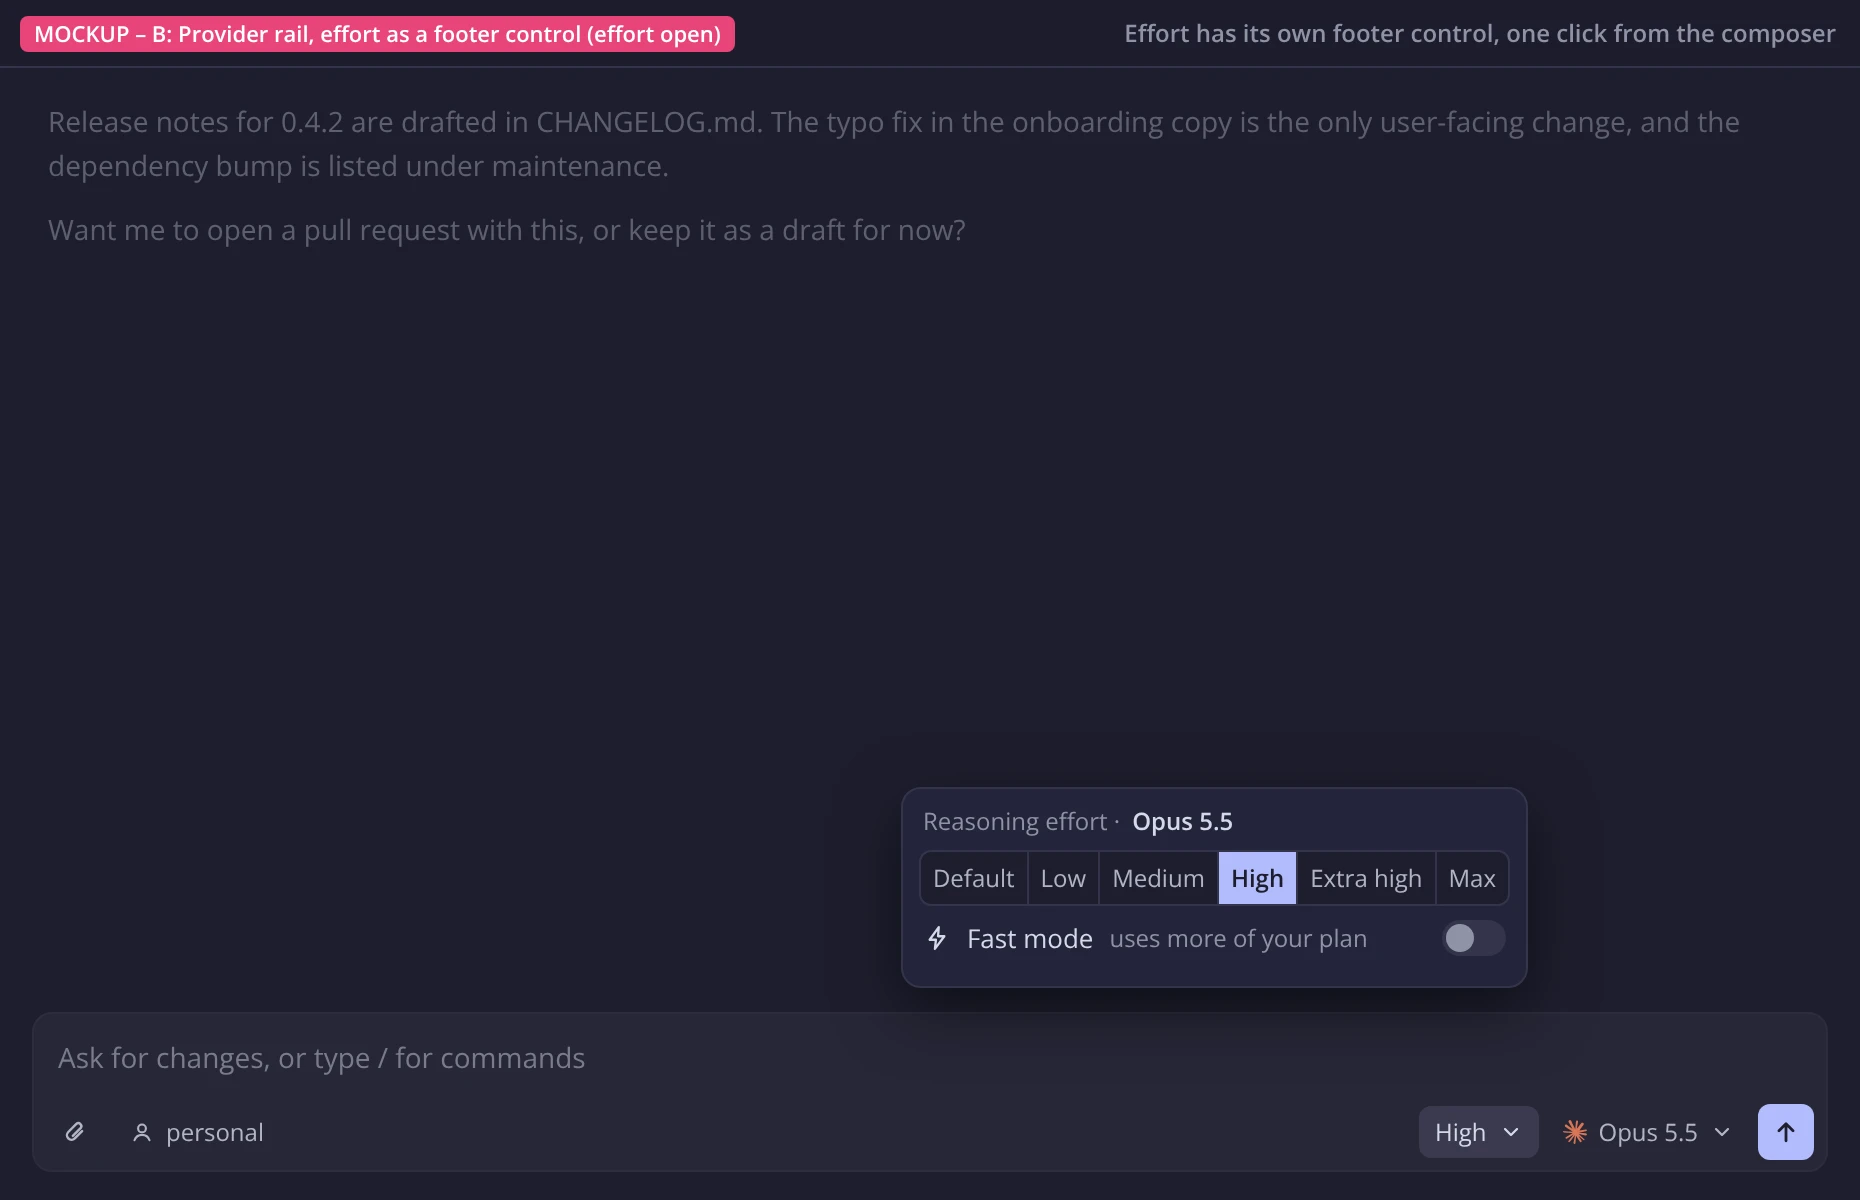 MOCKUP – B: Provider rail, effort as a footer control (effort open)
Effort has its own footer control, one click from the composer
Release notes for 0.4.2 are drafted in CHANGELOG.md. The typo fix in the onboarding copy is the only user-facing change, and the
dependency bump is listed under maintenance.
Want me to open a pull request with this, or keep it as a draft for now?
Reasoning effort · Opus 5.5
Default Low Medium High Extra high Max
Fast mode uses more of your plan
Ask for changes, or type / for commands
personal High Opus 5.5